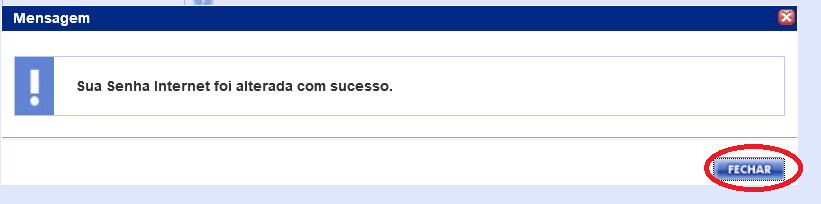 Mensagem
Sua Senha Internet foi alterada com sucesso.
FECHAR